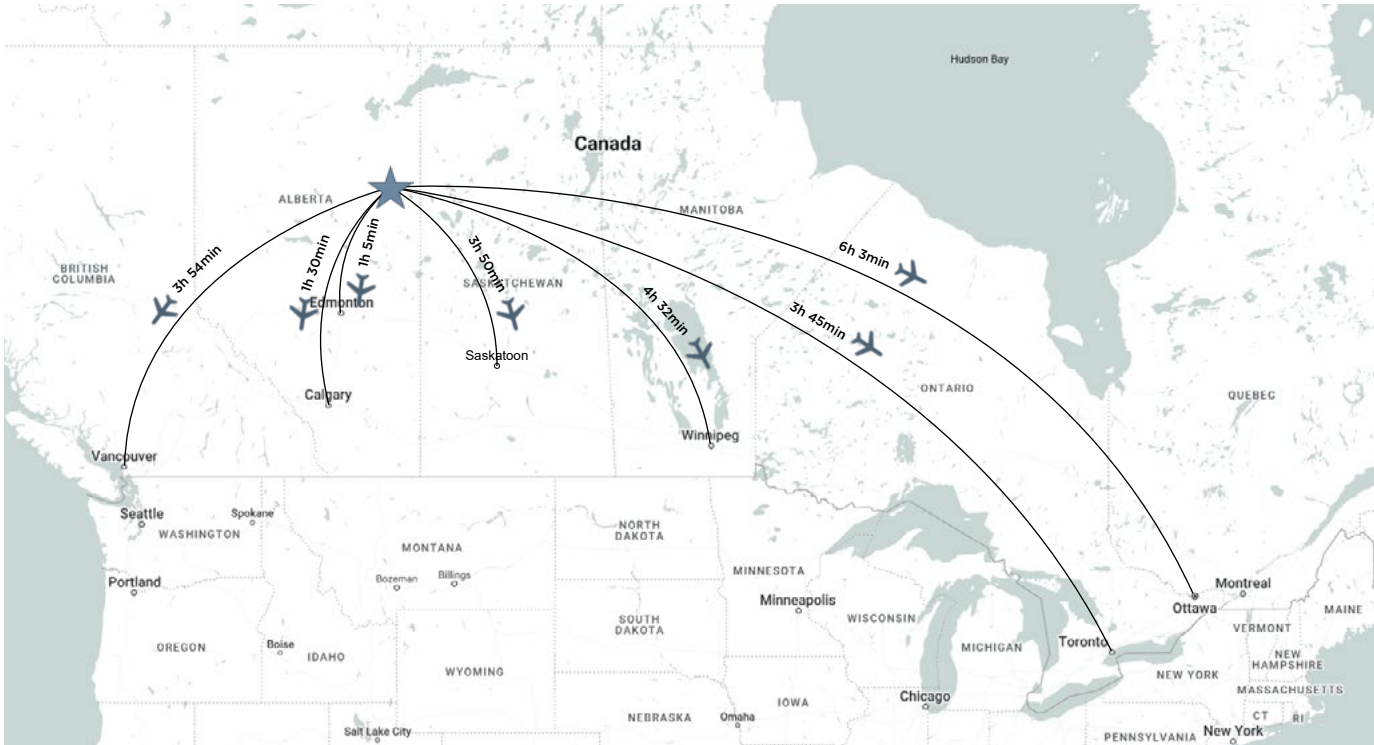 Hudson Bay
Canada
ALBERTA
MANITOBA
3h 54min
1h 30min
1h 5min
3h 50min
6h 3min
BRITISH
COLUMBIA
SASKATCHEWAN
Edmonton
4h 32min
3h 45min
Saskatoon
ONTARIO
QUEBEC
Calgary
Winnipeg
Vancouver
Seattle
Spokane
WASHINGTON
NORTH
DAKOTA
MONTANA
Bozeman
Billings
MINNESOTA
Portland
Minneapolis
Montreal
Ottawa
MAINE
WISCONSIN
SOUTH
DAKOTA
VERMONT
OREGON
Boise
IDAHO
MICHIGAN
Toronto
NEW
HAMPSHIRE
WYOMING
NEW YORK
MASSACHUSETTS
Chicago
IOWA
NEBRASKA
Omaha
CT
RI
Salt Lake City
PENNSYLVANIA
New York